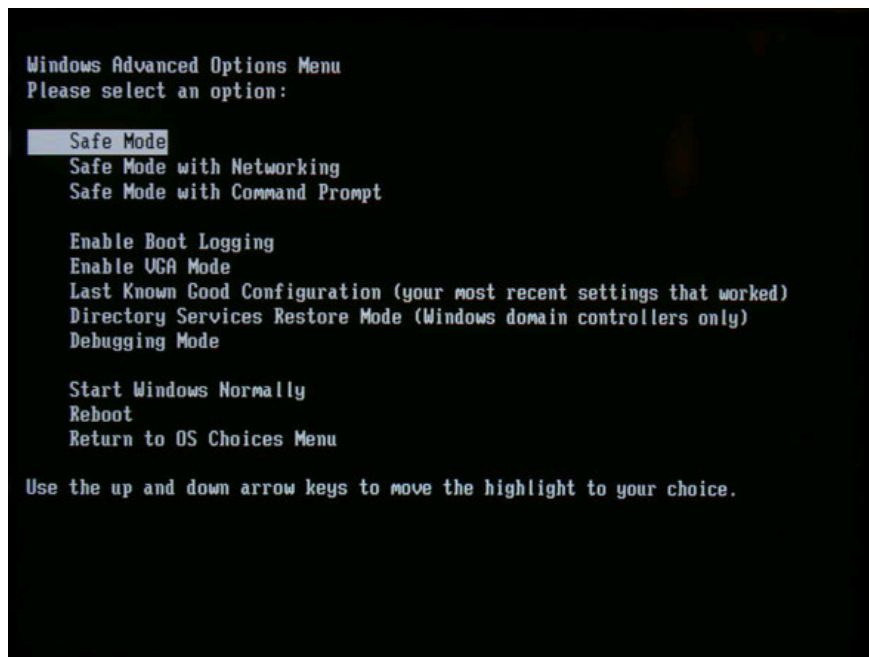 Windows Advanced Options Menu
Please select an option:
Safe Mode
Safe Mode with Networking
Safe Mode with Command Prompt
Enable Boot Logging
Enable VGA Mode
Last Known Good Configuration (your most recent settings that worked)
Directory Services Restore Mode (Windows domain controllers only)
Debugging Mode
Start Windows Normally
Reboot
Return to OS Choices Menu
Use the up and down arrow keys to move the highlight to your choice.